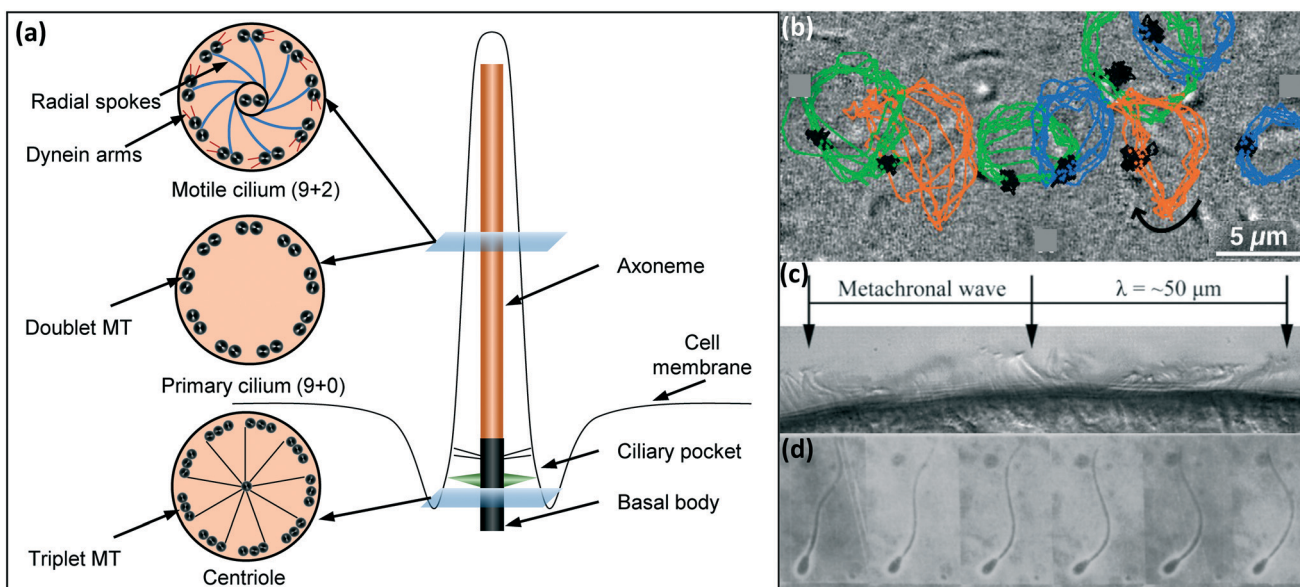 (a)
Radial spokes
Dynein arms
Motile cilium (9+2)
Doublet MT
Primary cilium (9+0)
Triplet MT
Centriole
Axoneme
Cell
membrane
Ciliary pocket
Basal body
(b)
5 µm
(c)
Metachronal wave
λ = ~50 µm
(d)